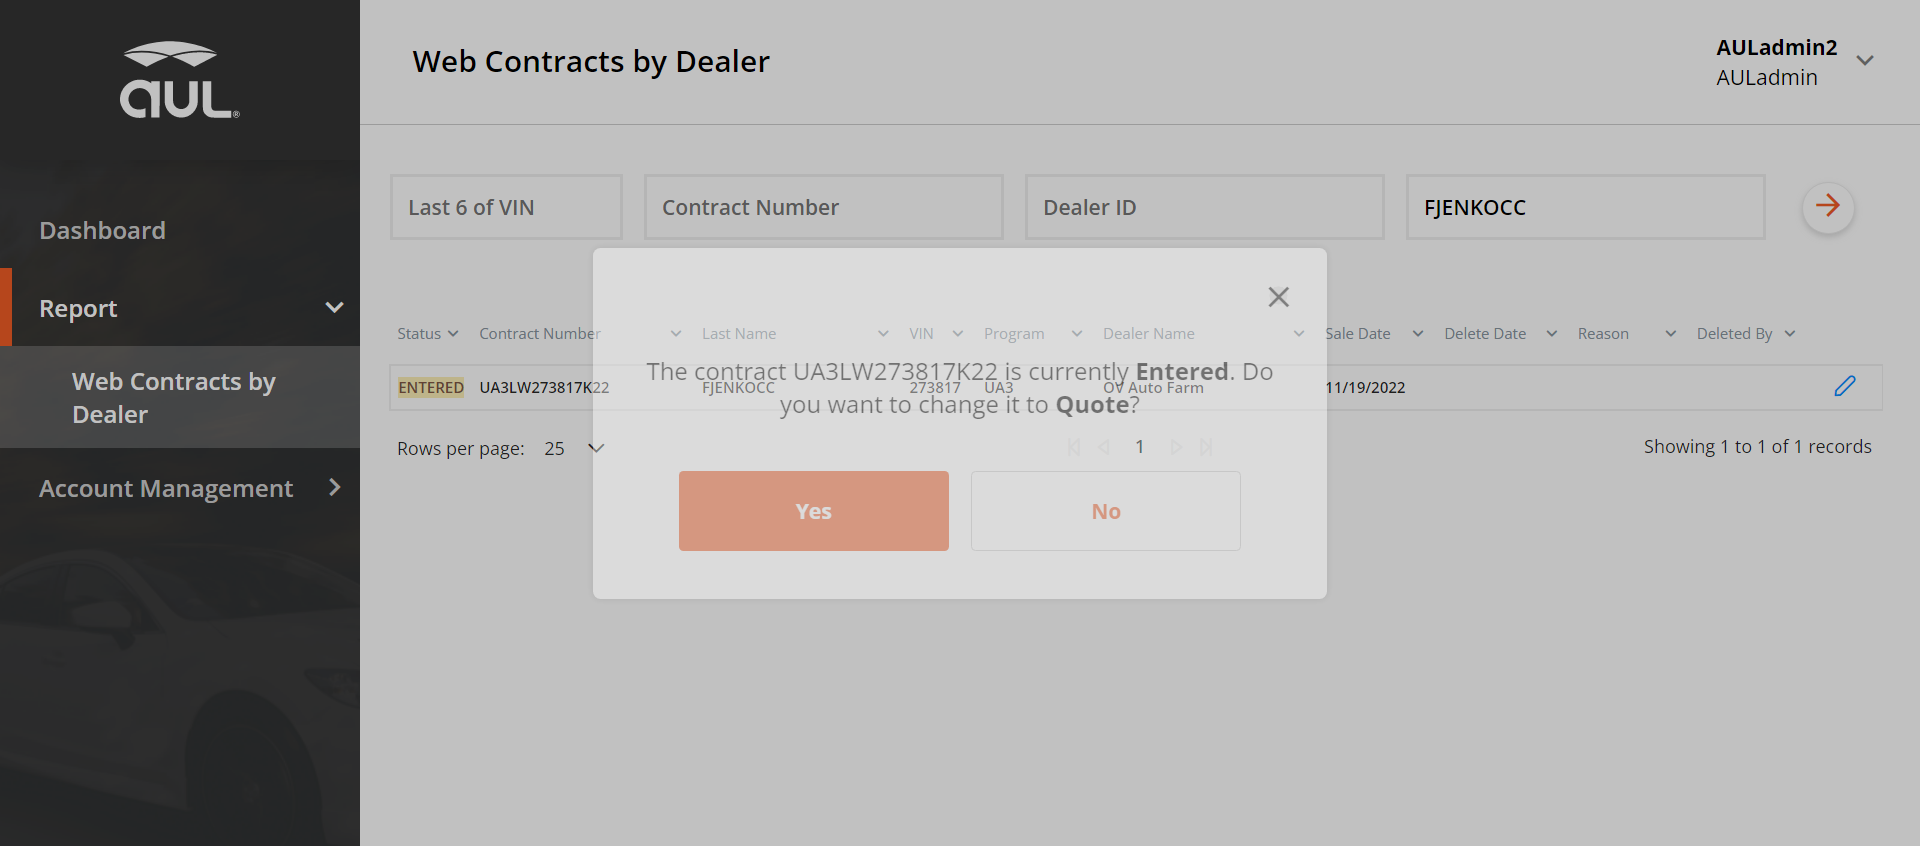 aUL®
Web Contracts by Dealer
AULadmin2
AULadmin
Dashboard
Report
Web Contracts by
Dealer
Account Management
Last 6 of VIN
Contract Number
Dealer ID
FJENKOCC
Status Contract Number Last Name VIN Program Dealer Name Sale Date Delete Date Reason Deleted By
ENTERED UA3LW273817K22 FJENKOCC 273817 UA3 OV Auto Farm 11/19/2022
Rows per page: 25 1 Showing 1 to 1 of 1 records
The contract UA3LW273817K22 is currently Entered. Do
you want to change it to Quote?
Yes
No